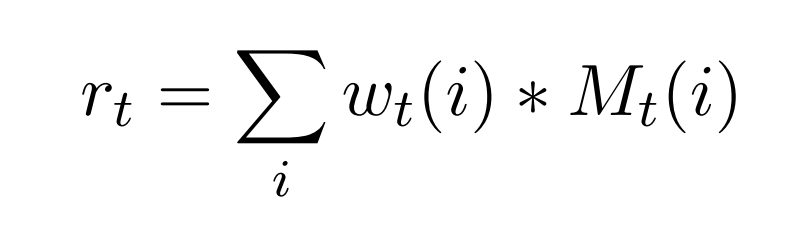 r_t = \sum_i w_t(i) * M_t(i)